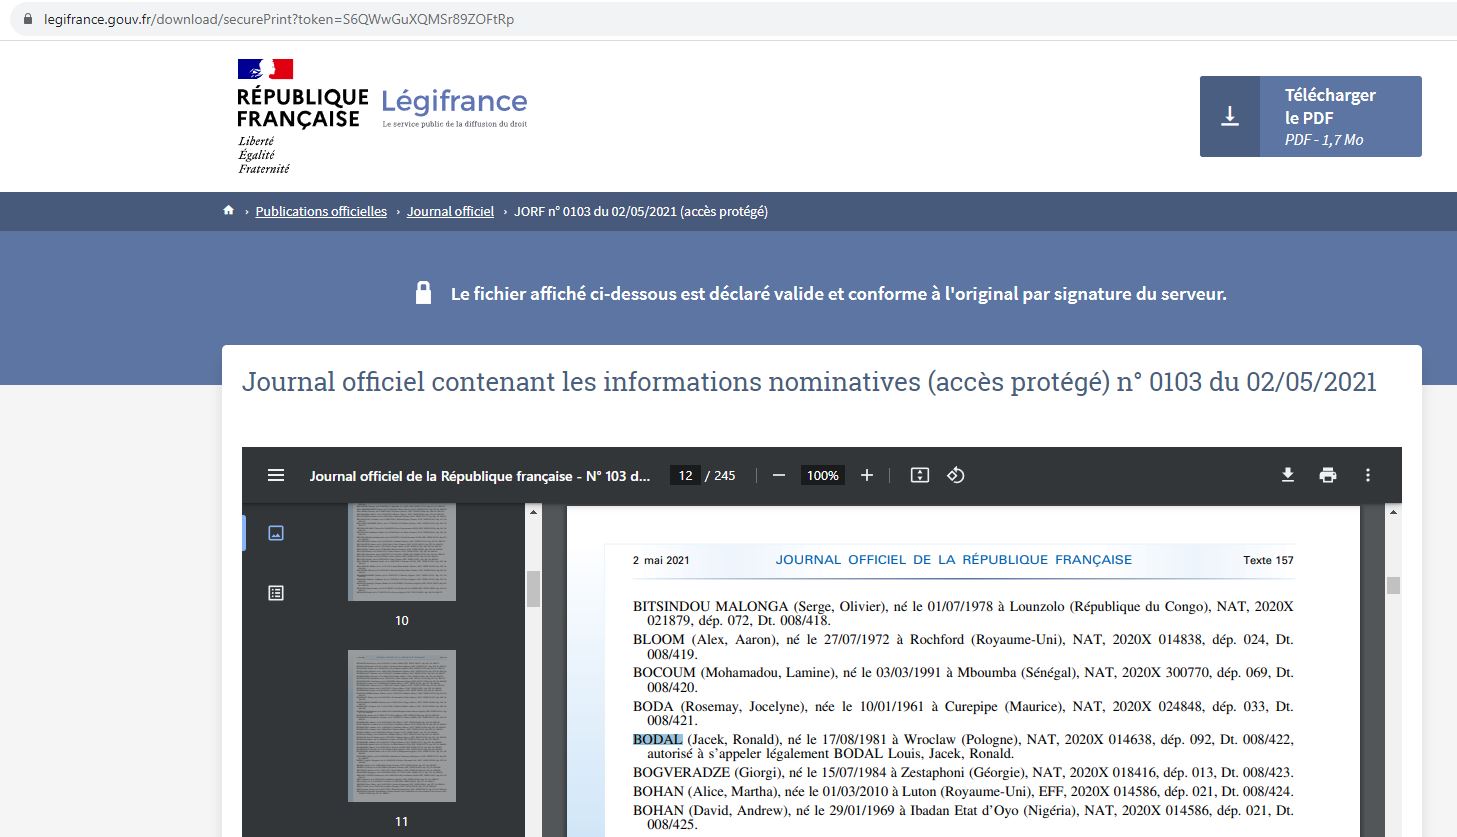 legifrance.gouv.fr/download/securePrint?token=S6QWwGuXQMSr89ZOFtRp
RÉPUBLIQUE
FRANÇAISE
Liberté
Égalité
Fraternité
Légifrance
Le service public de la diffusion du droit
Télécharger
le PDF
PDF - 1,7 Mo
› Publications officielles › Journal officiel › JORF n° 0103 du 02/05/2021 (accès protégé)
Le fichier affiché ci-dessous est déclaré valide et conforme à l'original par signature du serveur.
Journal officiel contenant les informations nominatives (accès protégé) n° 0103 du 02/05/2021
Journal officiel de la République française - N° 103 d... 12 / 245 100%
10
11
2 mai 2021 JOURNAL OFFICIEL DE LA RÉPUBLIQUE FRANÇAISE Texte 157
BITSINDOU MALONGA (Serge, Olivier), né le 01/07/1978 à Lounzolo (République du Congo), NAT, 2020X
021879, dép. 072, Dt. 008/418.
BLOOM (Alex, Aaron), né le 27/07/1972 à Rochford (Royaume-Uni), NAT, 2020X 014838, dép. 024, Dt.
008/419.
BOCOUM (Mohamadou, Lamine), né le 03/03/1991 à Mboumba (Sénégal), NAT, 2020X 300770, dép. 069, Dt.
008/420.
BODA (Rosemay, Jocelyne), née le 10/01/1961 à Curepipe (Maurice), NAT, 2020X 024848, dép. 033, Dt.
008/421.
BODAL (Jacek, Ronald), né le 17/08/1981 à Wroclaw (Pologne), NAT, 2020X 014638, dép. 092, Dt. 008/422,
autorisé à s'appeler légalement BODAL Louis, Jacek, Ronald.
BOGVERADZE (Giorgi), né le 15/07/1984 à Zestaphoni (Géorgie), NAT, 2020X 018416, dép. 013, Dt. 008/423.
BOHAN (Alice, Martha), née le 01/03/2010 à Luton (Royaume-Uni), EFF, 2020X 014586, dép. 021, Dt. 008/424.
BOHAN (David, Andrew), né le 29/01/1969 à Ibadan Etat d'Oyo (Nigéria), NAT, 2020X 014586, dép. 021, Dt.
008/425.